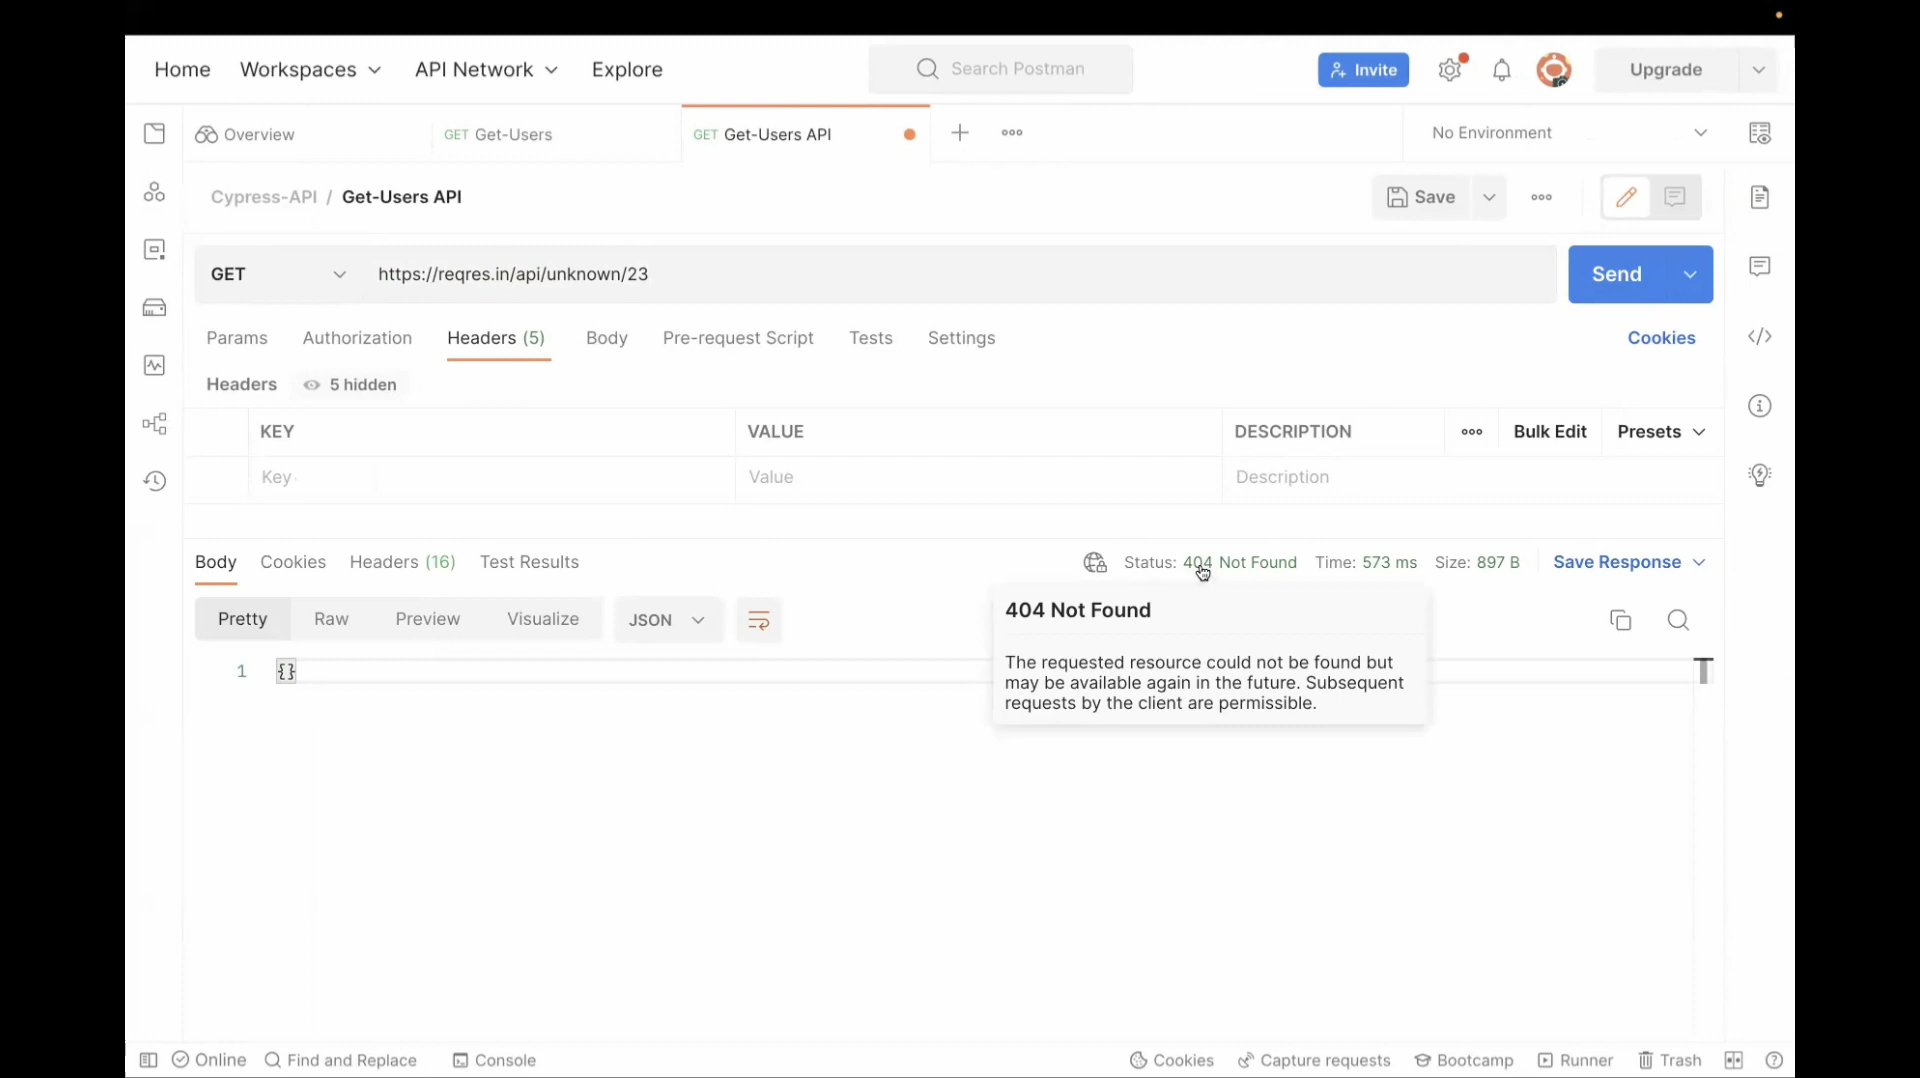 Home Workspaces API Network Explore Search Postman Invite Upgrade
Overview GET Get-Users GET Get-Users API No Environment
Cypress-API / Get-Users API Save
GET https://reqres.in/api/unknown/23 Send
Params Authorization Headers (5) Body Pre-request Script Tests Settings Cookies
Headers 5 hidden
KEY VALUE DESCRIPTION Bulk Edit Presets
Key Value Description
Body Cookies Headers (16) Test Results Status: 404 Not Found Time: 573 ms Size: 897 B Save Response
Pretty Raw Preview Visualize JSON
404 Not Found
1 {}
The requested resource could not be found but
may be available again in the future. Subsequent
requests by the client are permissible.
Online Find and Replace Console Cookies Capture requests Bootcamp Runner Trash